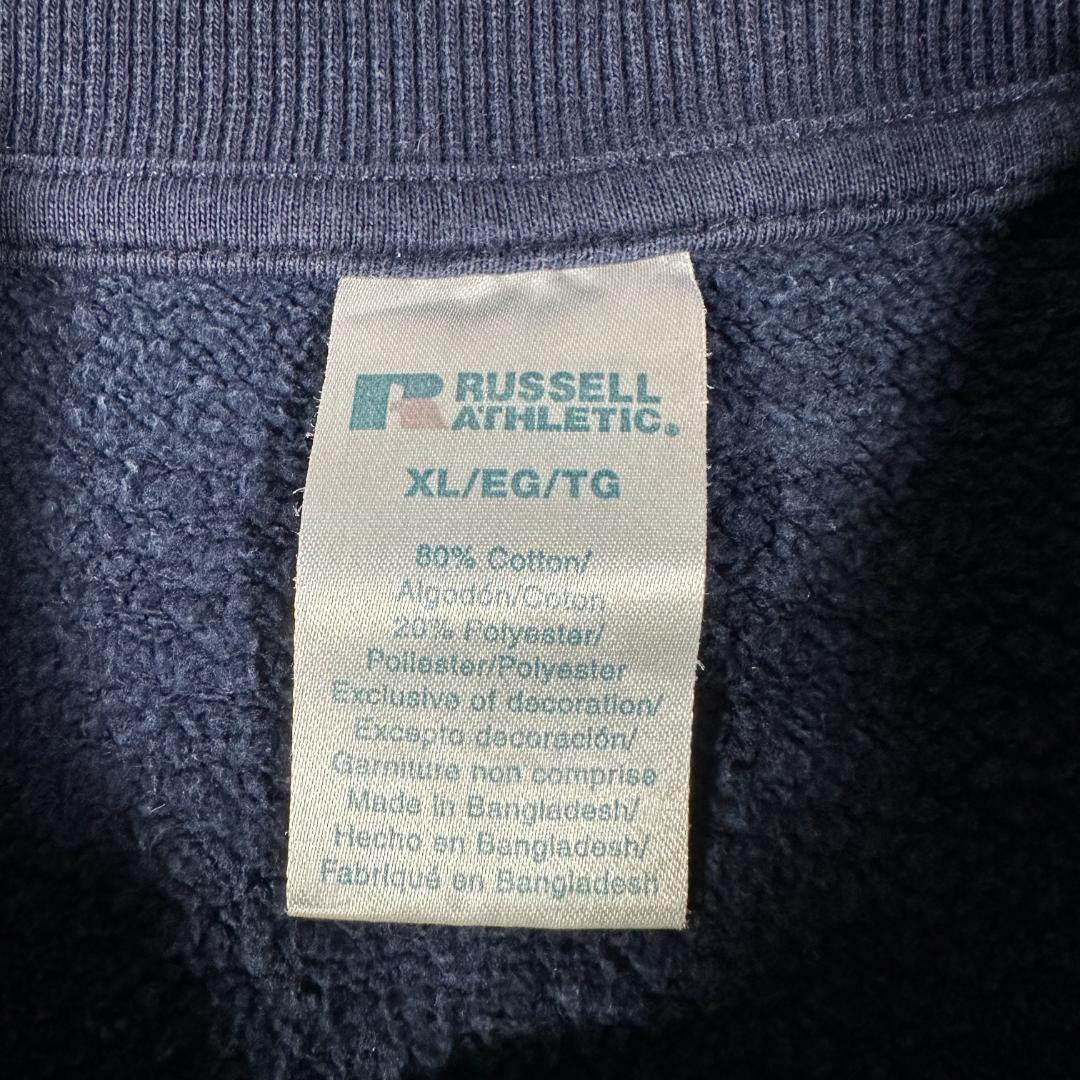 RUSSELL
ATHLETIC®
XL/EG/TG
80% Cotton/
Algodón/Coton
20% Polyester/
Poliester/Polyester
Exclusive of decoration/
Excepto decoración/
Garniture non comprise
Made in Bangladesh/
Hecho en Bangladesh/
Fabriqué en Bangladesh